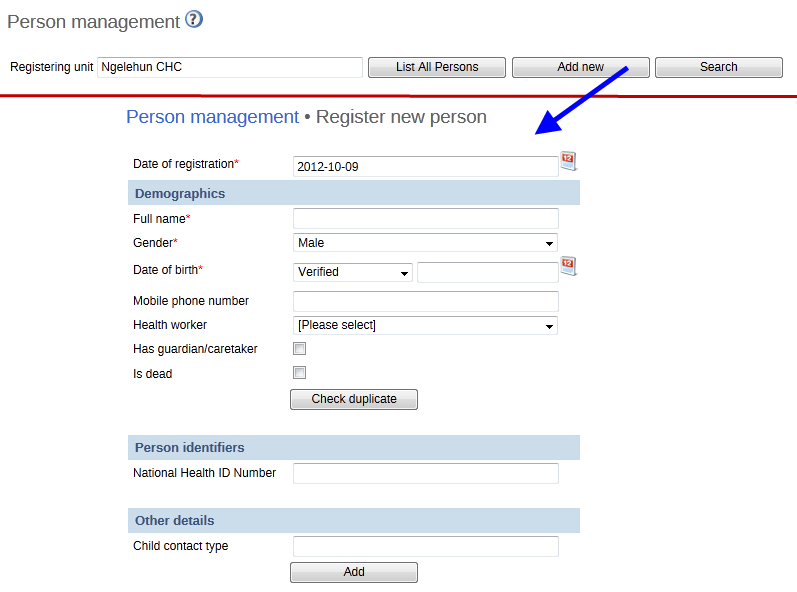 Person management ?
Registering unit Ngelehun CHC List All Persons Add new Search
Person management • Register new person
Date of registration* 2012-10-09 12
Demographics
Full name*
Gender* Male
Date of birth* Verified 12
Mobile phone number
Health worker [Please select]
Has guardian/caretaker
Is dead
Check duplicate
Person identifiers
National Health ID Number
Other details
Child contact type
Add